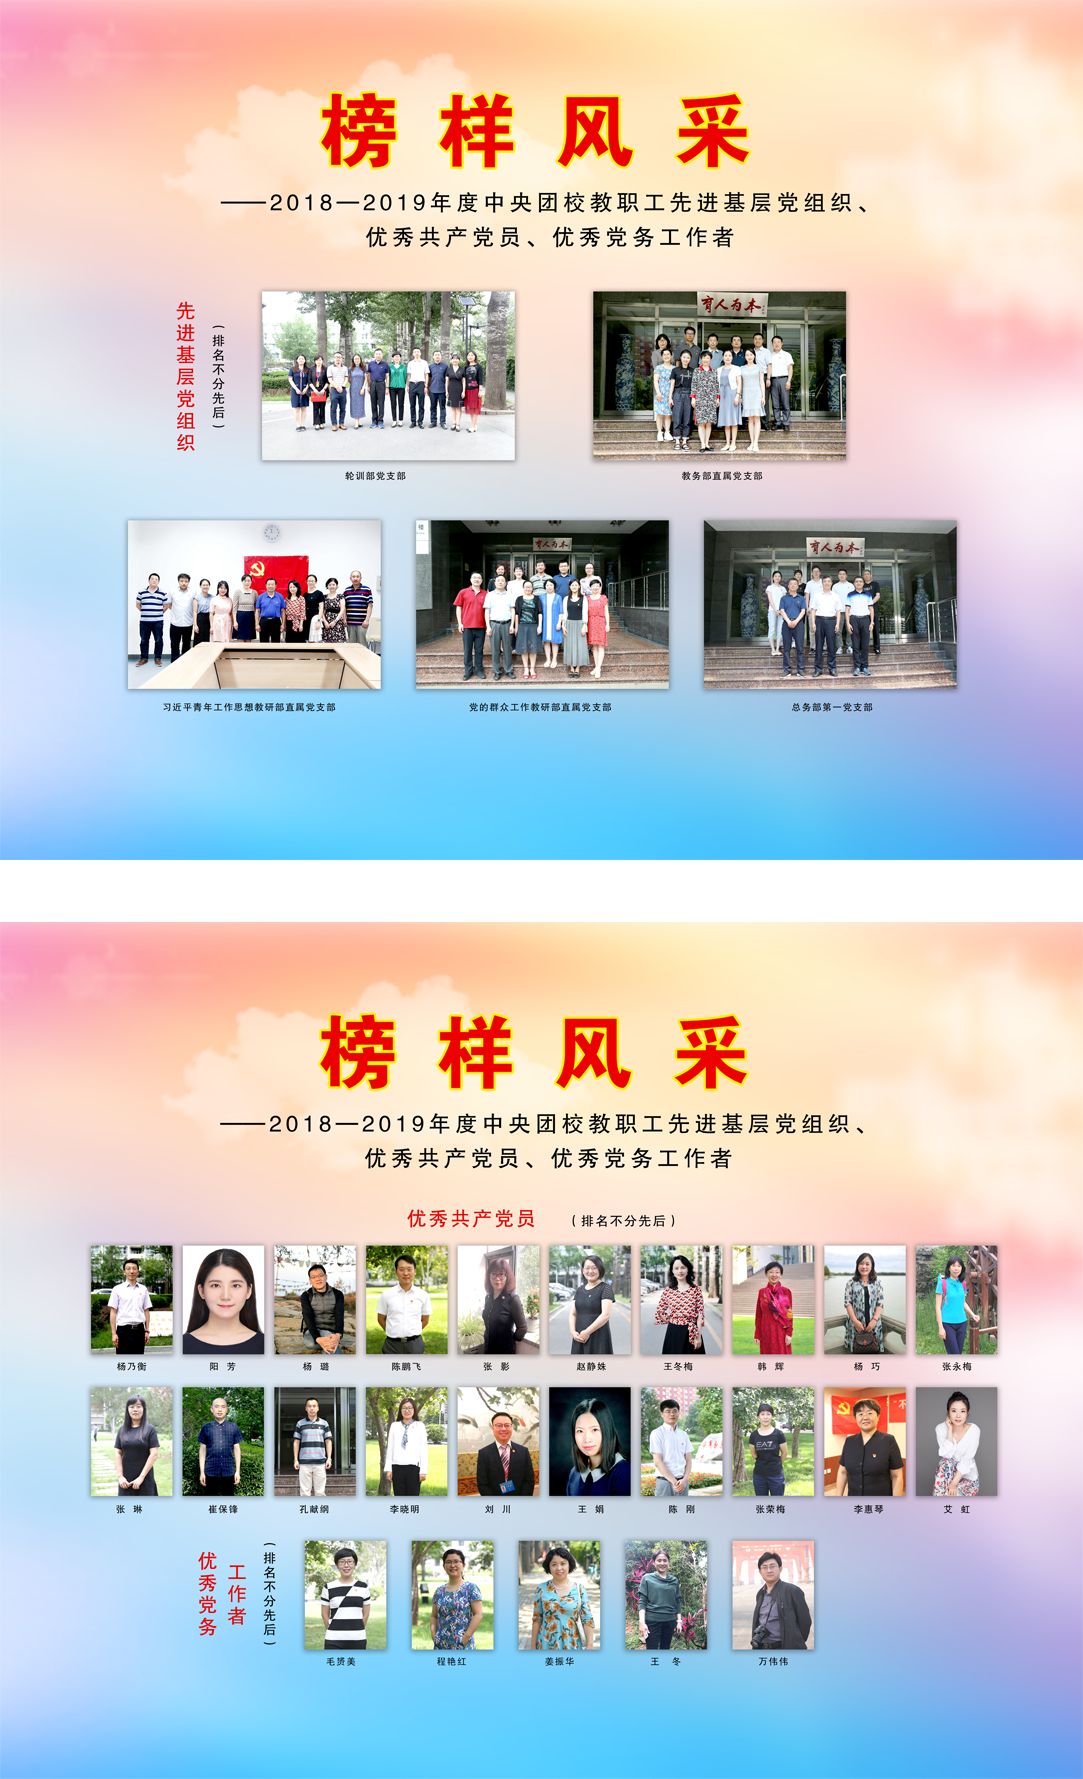 榜样风采
——2018—2019年度中央团校教职工先进基层党组织、
优秀共产党员、优秀党务工作者
先进基层党组织
（排名不分先后）
育人为本
轮训部党支部
教务部直属党支部
育人为本
育人为本
习近平青年工作思想教研部直属党支部
党的群众工作教研部直属党支部
总务部第一党支部
榜样风采
——2018—2019年度中央团校教职工先进基层党组织、
优秀共产党员、优秀党务工作者
优秀共产党员 （排名不分先后）
杨乃衡 阳 芳 杨 璐 陈鹏飞 张 影 赵静姝 王冬梅 韩 辉 杨 巧 张永梅
EA7
张 琳 崔保锋 孔献纲 李晓明 刘 川 王 娟 陈 刚 张荣梅 李惠琴 艾 虹
优秀党务
工作者
（排名不分先后）
毛赟美 程艳红 姜振华 王 冬 万伟伟